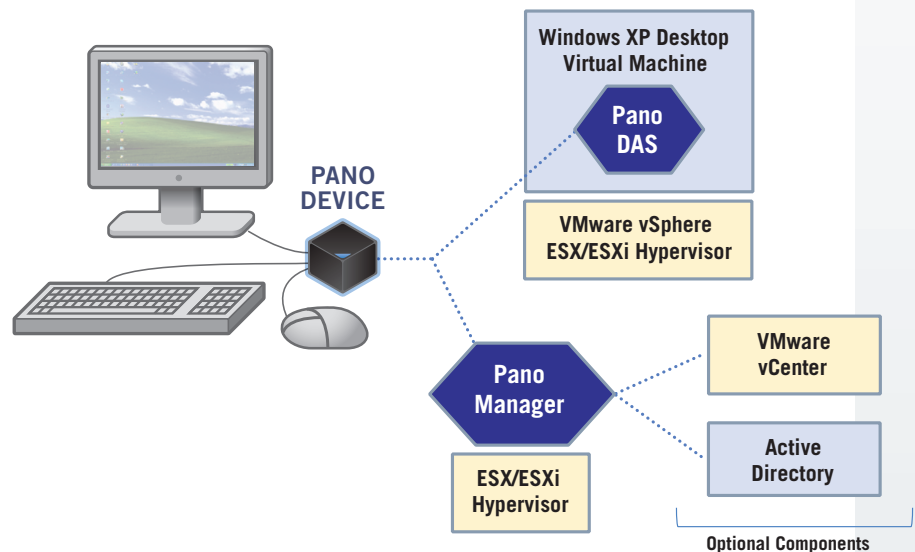 Windows XP Desktop
Virtual Machine
Pano
DAS
PANO
DEVICE
VMware vSphere
ESX/ESXi Hypervisor
Pano
Manager
VMware
vCenter
ESX/ESXi
Hypervisor
Active
Directory
Optional Components